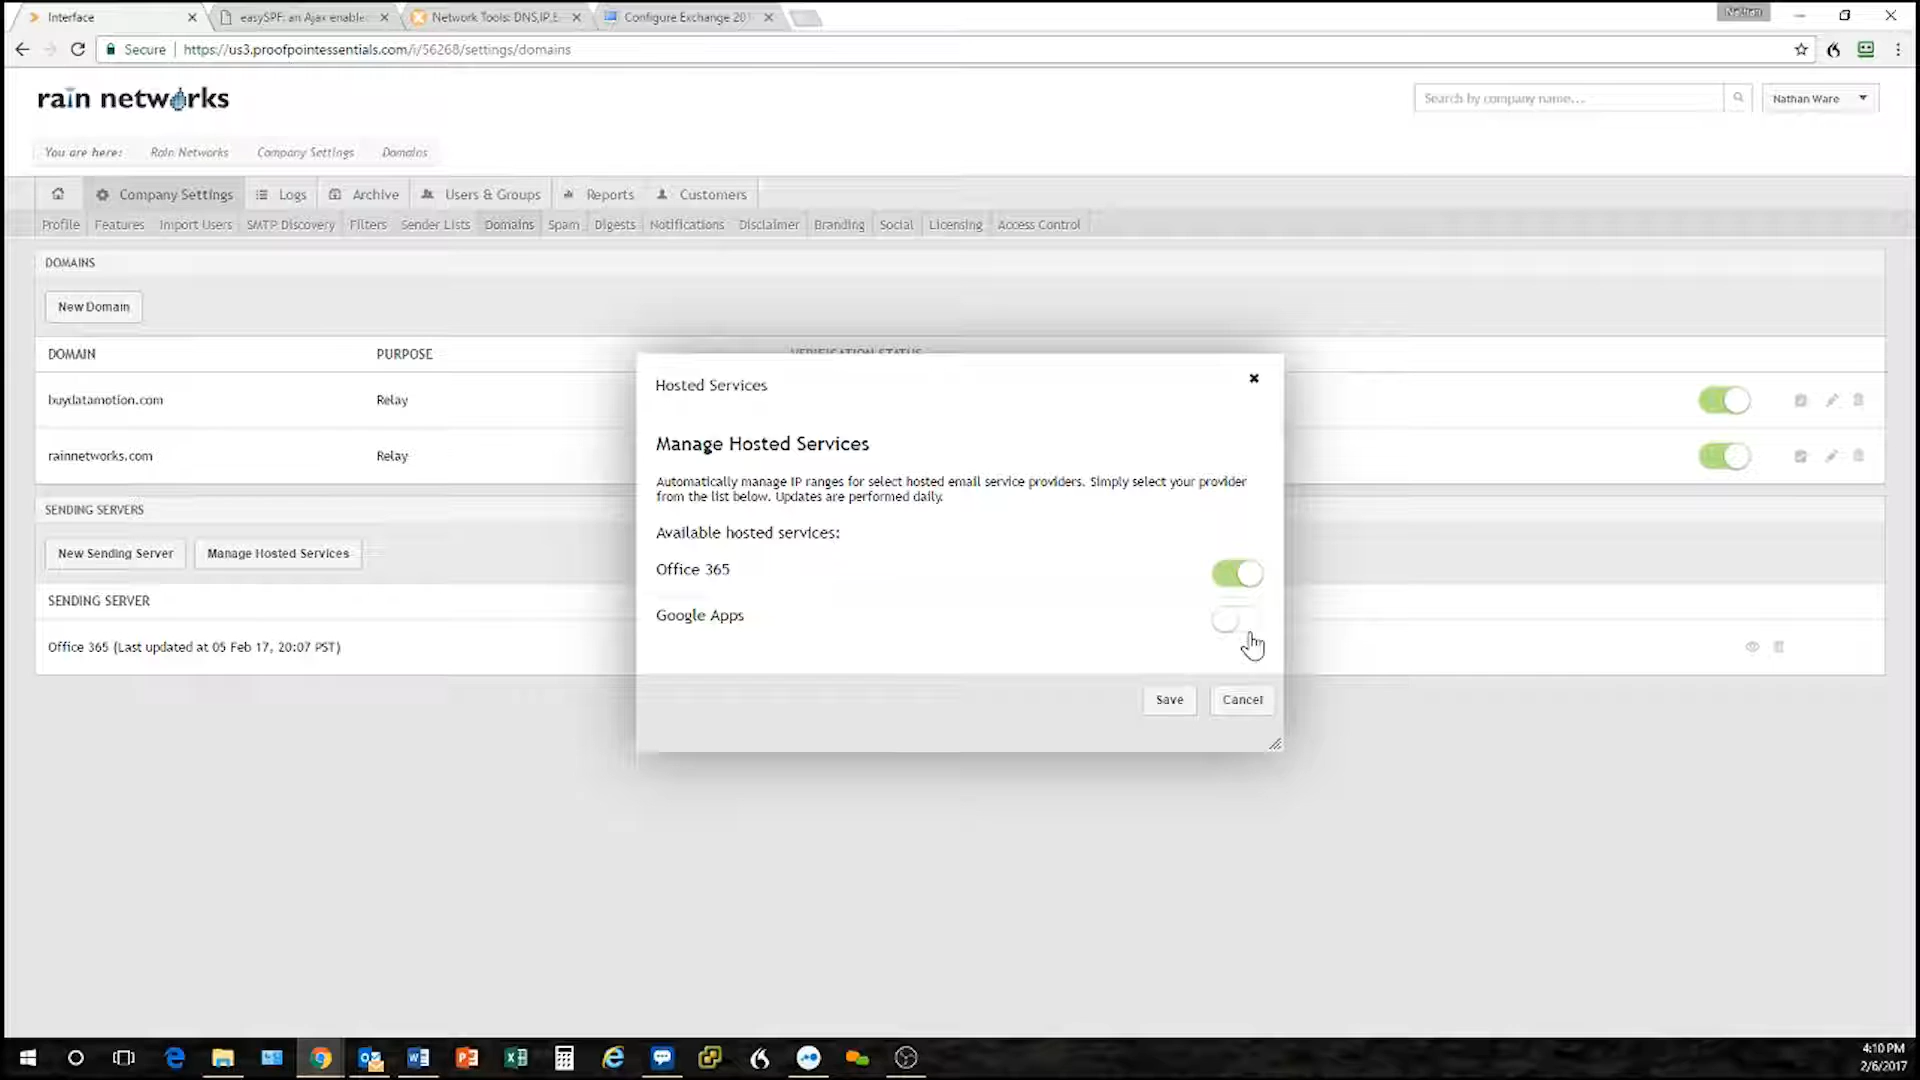 Interface
easySPF: an Ajax enable
Network Tools: DNS,IP,E
Configure Exchange 201
Nathan
Secure
https://us3.proofpointessentials.com/i/56268/settings/domains
rain networks
Search by company name...
Nathan Ware
You are here:
Rain Networks
Company Settings
Domains
Company Settings
Logs
Archive
Users & Groups
Reports
Customers
Profile
Features
Import Users
SMTP Discovery
Filters
Sender Lists
Domains
Spam
Digests
Notifications
Disclaimer
Branding
Social
Licensing
Access Control
DOMAINS
New Domain
DOMAIN
PURPOSE
VERIFICATION STATUS
buydatamotion.com
Relay
rainnetworks.com
Relay
SENDING SERVERS
New Sending Server
Manage Hosted Services
SENDING SERVER
Office 365 (Last updated at 05 Feb 17, 20:07 PST)
Hosted Services
Manage Hosted Services
Automatically manage IP ranges for select hosted email service providers. Simply select your provider
from the list below. Updates are performed daily.
Available hosted services:
Office 365
Google Apps
Save
Cancel
4:10 PM
2/6/2017